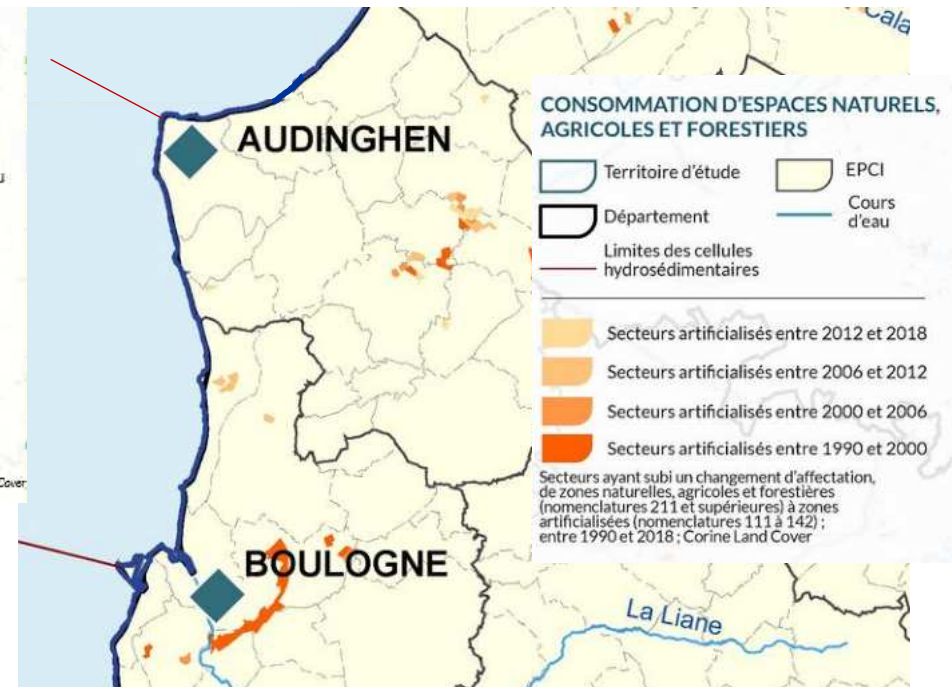 Cala
AUDINGHEN
BOULOGNE
La Liane
u
Cover
CONSOMMATION D'ESPACES NATURELS,
AGRICOLES ET FORESTIERS
Territoire d'étude
EPCI
Département
Cours
d'eau
Limites des cellules
hydrosédimentaires
Secteurs artificialisés entre 2012 et 2018
Secteurs artificialisés entre 2006 et 2012
Secteurs artificialisés entre 2000 et 2006
Secteurs artificialisés entre 1990 et 2000
Secteurs ayant subi un changement d'affectation,
de zones naturelles, agricoles et forestières
(nomenclatures 211 et supérieures) à zones
artificialisées (nomenclatures 111 à 142) ;
entre 1990 et 2018 ; Corine Land Cover